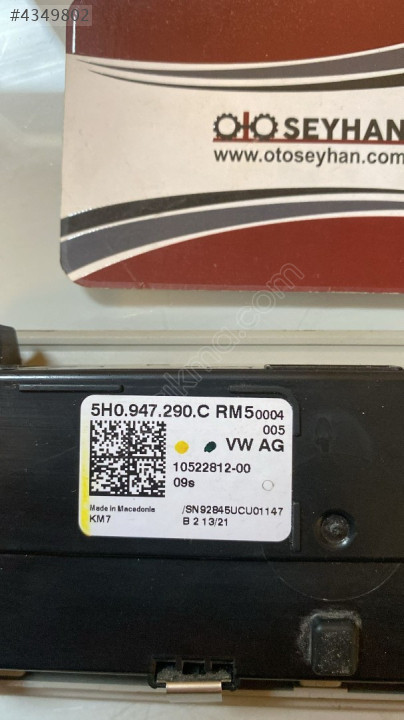 #4349802
OTO SEYHAN
www.otoseyhan.com
5H0.947.290.C RM5 0004
005
VW AG
10522812-00
09s
Made in Macedonia
KM7
/SN92845UCU01147
B 2 13/21